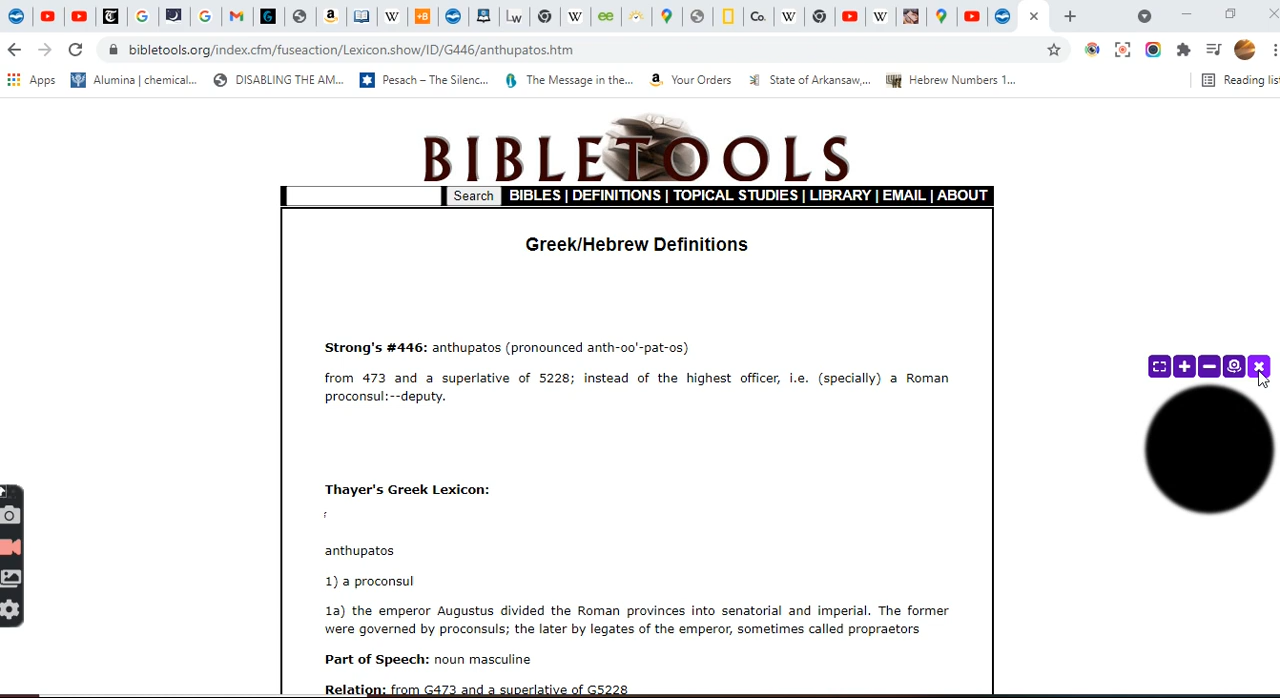 Co.
bibletools.org/index.cfm/fuseaction/Lexicon.show/ID/G446/anthupatos.htm
Apps Alumina | chemical... DISABLING THE AM... Pesach – The Silenc... The Message in the... Your Orders State of Arkansaw,... Hebrew Numbers 1... Reading list
BIBLETOOLS
Search BIBLES | DEFINITIONS | TOPICAL STUDIES | LIBRARY | EMAIL | ABOUT
Greek/Hebrew Definitions
Strong's #446: anthupatos (pronounced anth-oo'-pat-os)
from 473 and a superlative of 5228; instead of the highest officer, i.e. (specially) a Roman
proconsul:--deputy.
Thayer's Greek Lexicon:
anthupatos
1) a proconsul
1a) the emperor Augustus divided the Roman provinces into senatorial and imperial. The former
were governed by proconsuls; the later by legates of the emperor, sometimes called propraetors
Part of Speech: noun masculine
Relation: from G473 and a superlative of G5228